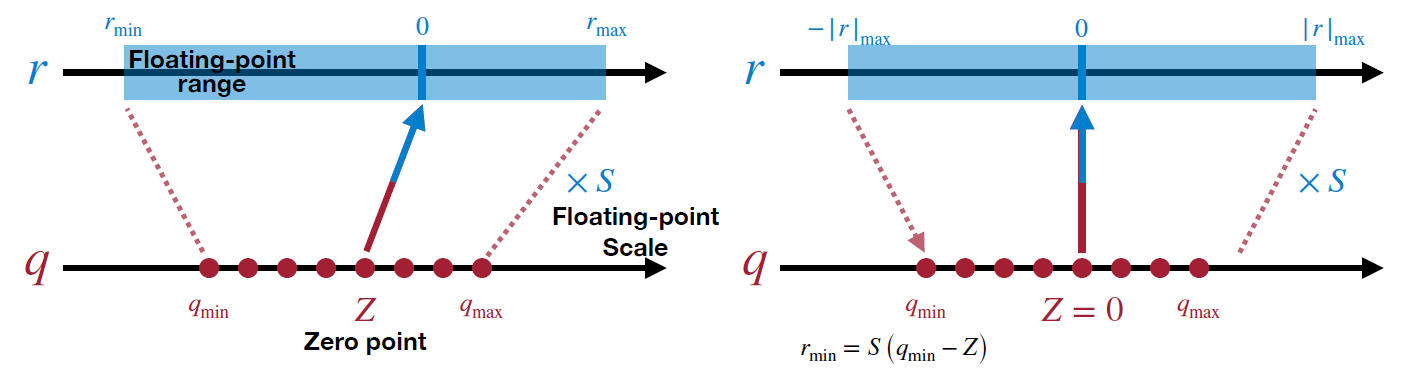 r_min 0 r_max
r Floating-point
range
× S
Floating-point
Scale
q
q_min Z q_max
Zero point
−|r|_max 0 |r|_max
r
× S
q
q_min Z = 0 q_max
r_min = S (q_min − Z)